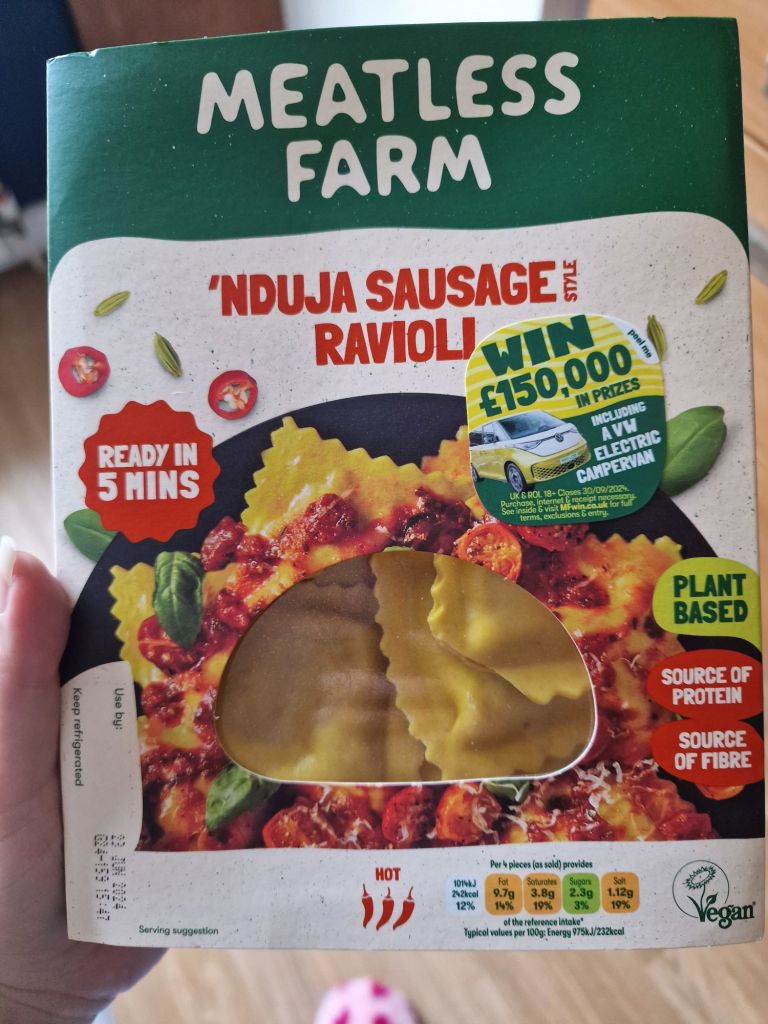 MEATLESS
FARM
'NDUJA SAUSAGE STYLE
RAVIOLI
WIN
£150,000
IN PRIZES
INCLUDING
A VW
ELECTRIC
CAMPERVAN
peel me
UK & ROI. 18+ Closes 30/09/2024.
Purchase, internet & receipt necessary.
See inside & visit MFwin.co.uk for full
terms, exclusions & entry.
READY IN
5 MINS
PLANT
BASED
SOURCE OF
PROTEIN
SOURCE
OF FIBRE
Use by:
Keep refrigerated
23 JUN 2024
Serving suggestion
HOT
Per 4 pieces (as sold) provides
1014kJ
242kcal
12%
Fat
9.7g
14%
Saturates
3.8g
19%
Sugars
2.3g
3%
Salt
1.12g
19%
of the reference intake*
Typical values per 100g: Energy 975kJ/232kcal
Vegan